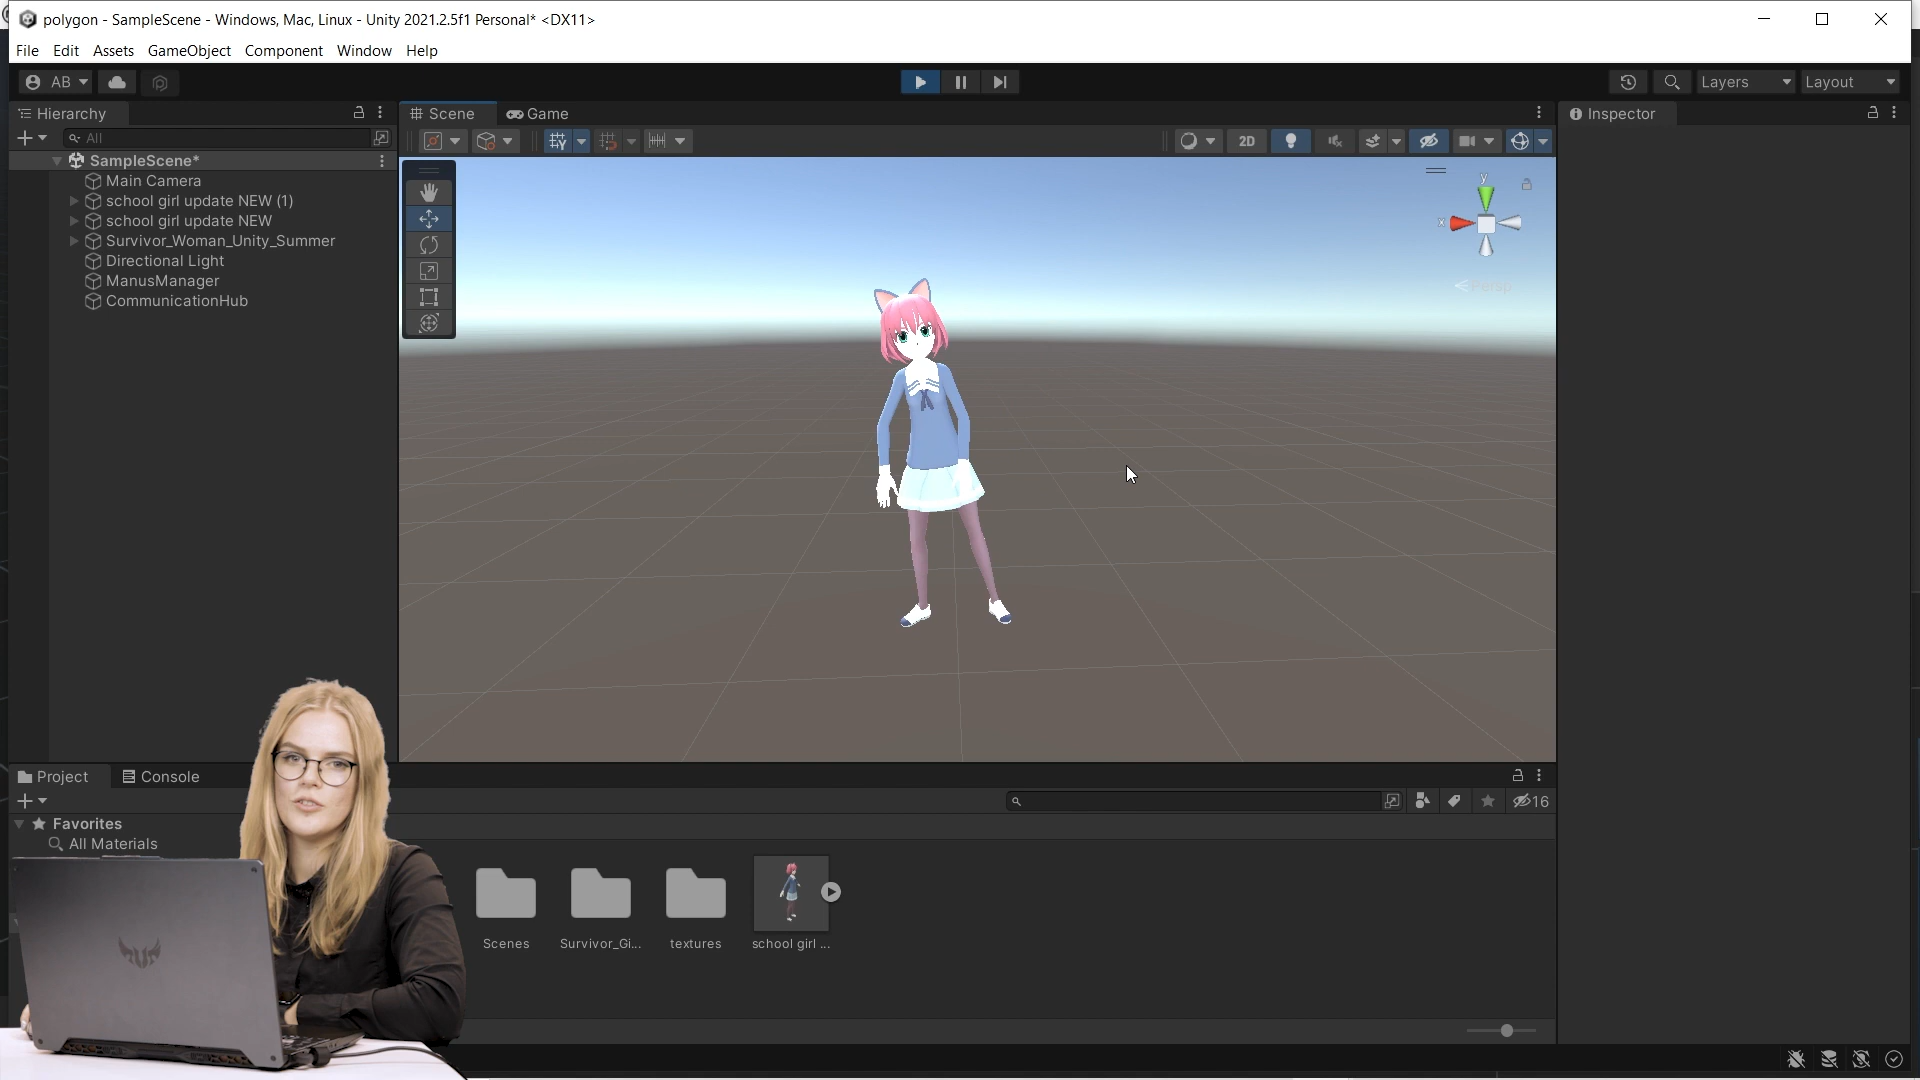 polygon - SampleScene - Windows, Mac, Linux - Unity 2021.2.5f1 Personal* <DX11>
File Edit Assets GameObject Component Window Help
AB Layers Layout
Hierarchy Scene Game Inspector
All 2D
SampleScene*
Main Camera
school girl update NEW (1)
school girl update NEW
Survivor_Woman_Unity_Summer
Directional Light
ManusManager
CommunicationHub
y
x
Persp
Project Console
16
Favorites
All Materials
Scenes Survivor_Gi... textures school girl ...